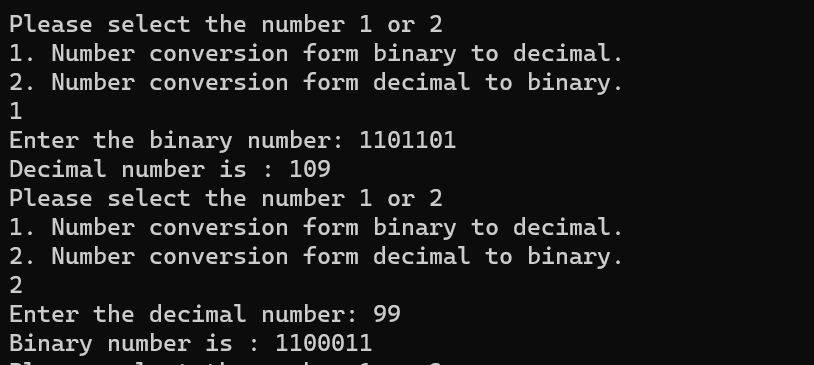 Please select the number 1 or 2
1. Number conversion form binary to decimal.
2. Number conversion form decimal to binary.
1
Enter the binary number: 1101101
Decimal number is : 109
Please select the number 1 or 2
1. Number conversion form binary to decimal.
2. Number conversion form decimal to binary.
2
Enter the decimal number: 99
Binary number is : 1100011